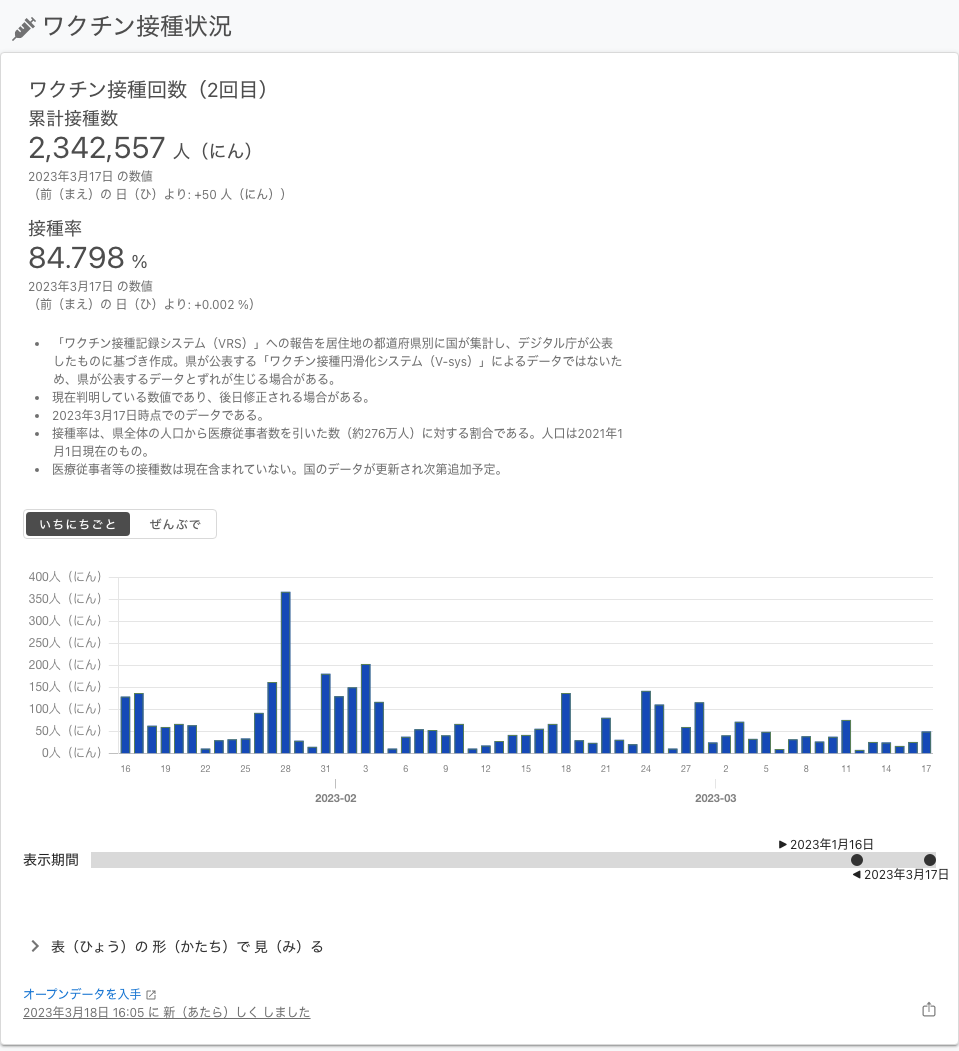 ワクチン接種状況
ワクチン接種回数（2回目）
累計接種数
2,342,557 人（にん）
2023年3月17日 の数値
（前（まえ）の 日（ひ）より: +50 人（にん））
接種率
84.798 %
2023年3月17日 の数値
（前（まえ）の 日（ひ）より: +0.002 %）
「ワクチン接種記録システム（VRS）」への報告を居住地の都道府県別に国が集計し、デジタル庁が公表
したものに基づき作成。県が公表する「ワクチン接種円滑化システム（V-sys）」によるデータではないた
め、県が公表するデータとずれが生じる場合がある。
現在判明している数値であり、後日修正される場合がある。
2023年3月17日時点でのデータである。
接種率は、県全体の人口から医療従事者数を引いた数（約276万人）に対する割合である。人口は2021年1
月1日現在のもの。
医療従事者等の接種数は現在含まれていない。国のデータが更新され次第追加予定。
いちにちごと ぜんぶで
400人（にん）
350人（にん）
300人（にん）
250人（にん）
200人（にん）
150人（にん）
100人（にん）
50人（にん）
0人（にん）
16 19 22 25 28 31 3 6 9 12 15 18 21 24 27 2 5 8 11 14 17
2023-02 2023-03
2023年1月16日
表示期間
2023年3月17日
表（ひょう）の 形（かたち）で 見（み）る
オープンデータを入手
2023年3月18日 16:05 に 新（あたら）しく しました